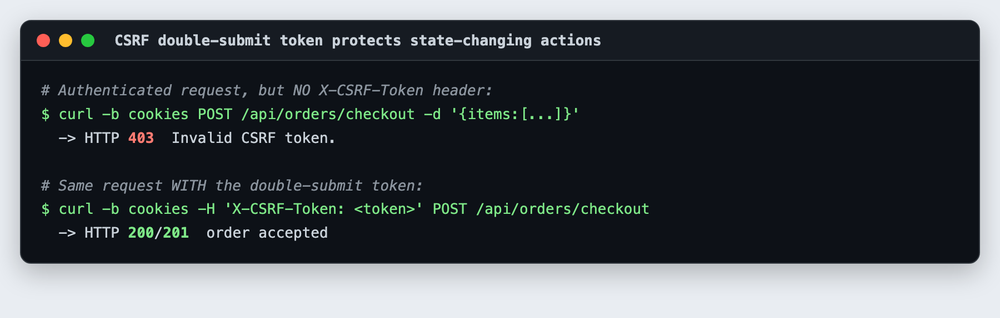 CSRF double-submit token protects state-changing actions
# Authenticated request, but NO X-CSRF-Token header:
$ curl -b cookies POST /api/orders/checkout -d '{items:[...]}'
-> HTTP 403  Invalid CSRF token.
# Same request WITH the double-submit token:
$ curl -b cookies -H 'X-CSRF-Token: <token>' POST /api/orders/checkout
-> HTTP 200/201  order accepted